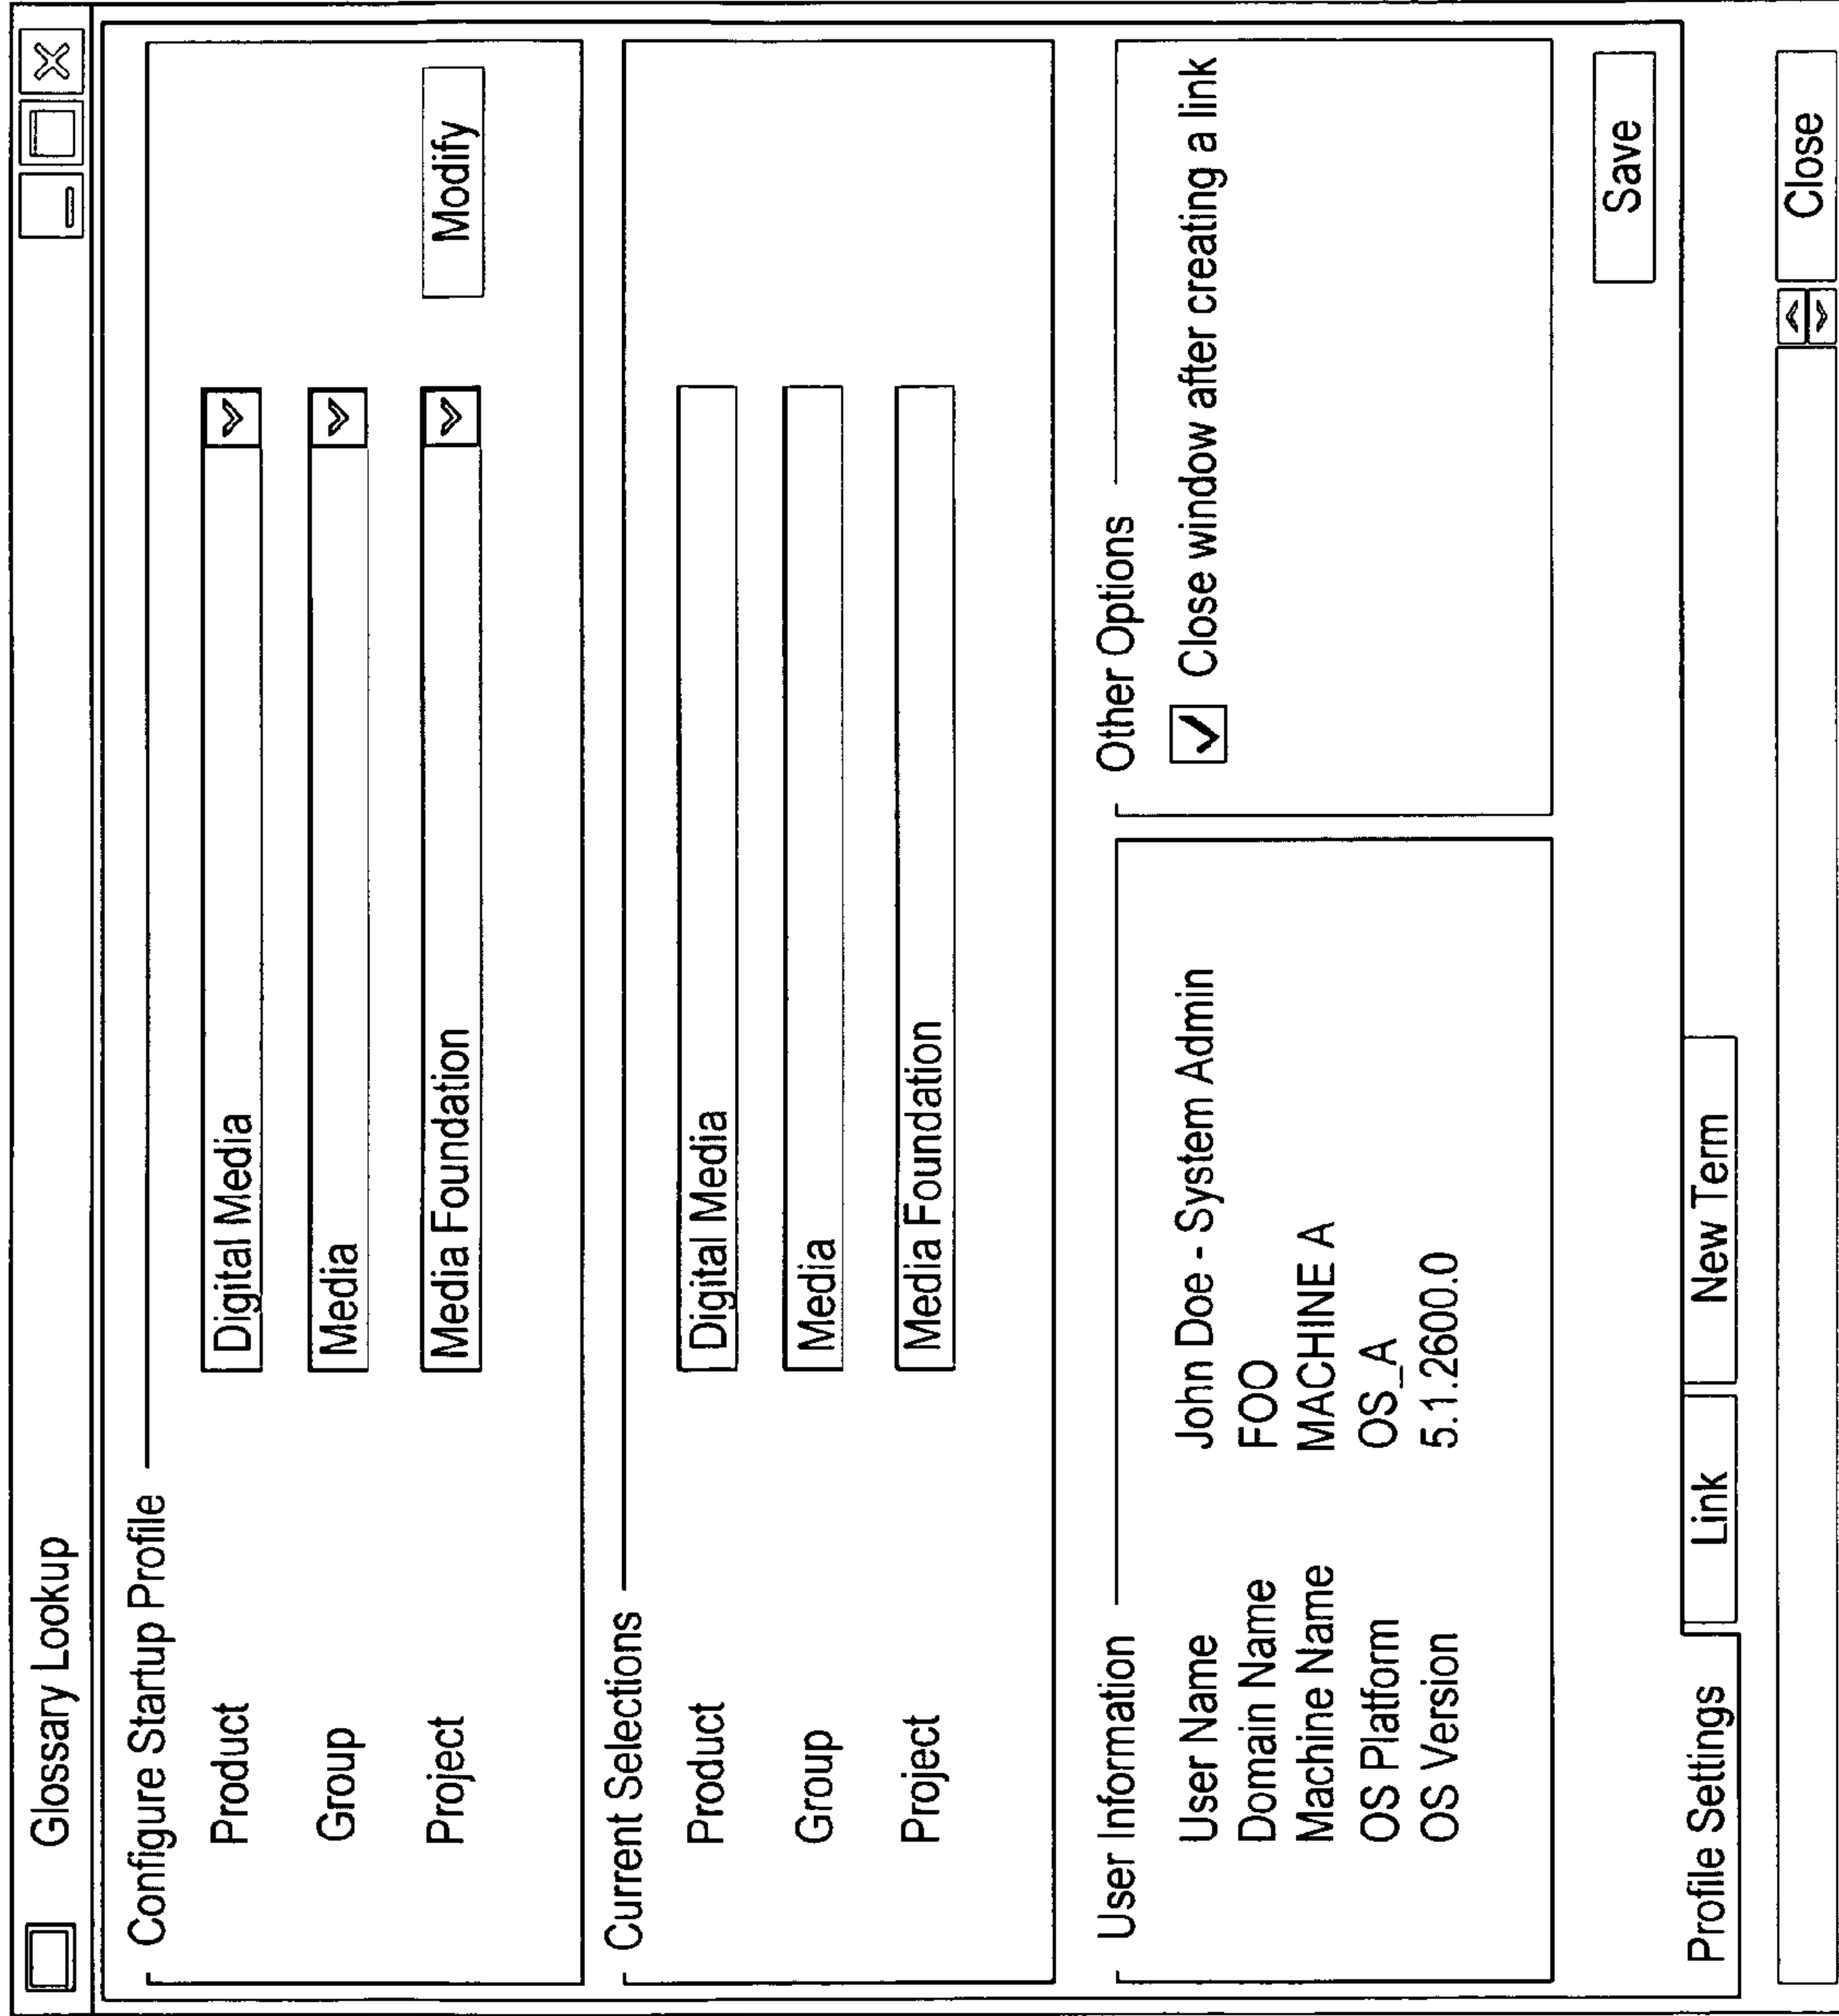 Glossary Lookup
Configure Startup Profile
Product Digital Media
Group Media
Project Media Foundation Modify
Current Selections
Product Digital Media
Group Media
Project Media Foundation
User Information
User Name John Doe - System Admin
Domain Name FOO
Machine Name MACHINE A
OS Platform OS_A
OS Version 5.1.2600.0
Other Options
Close window after creating a link
Save
Profile Settings Link New Term
Close